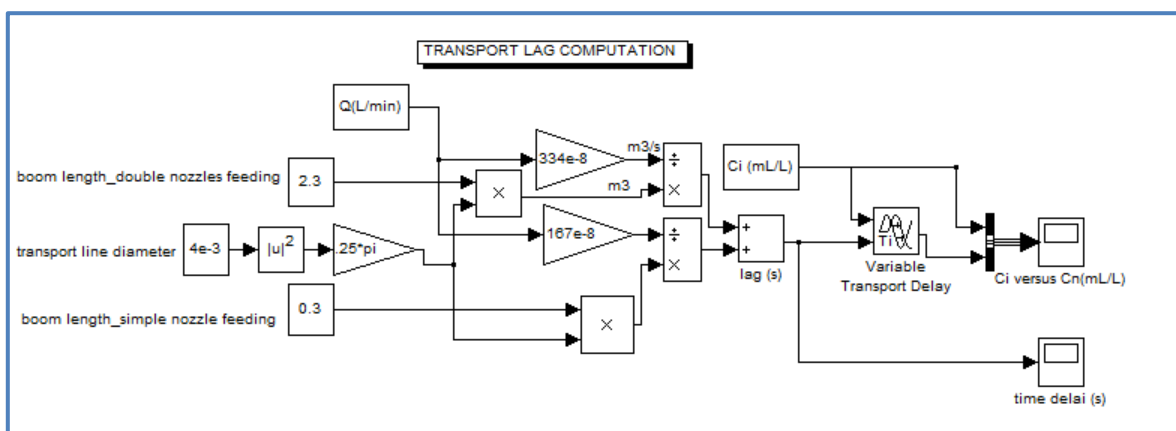 TRANSPORT LAG COMPUTATION
Q(L/min)
334e-8
m3/s
÷
×
boom length_double nozzles feeding
2.3
×
m3
Ci (mL/L)
transport line diameter
4e-3
|u|²
.25*pi
167e-8
÷
×
+
+
lag (s)
Ti
Variable
Transport Delay
Ci versus Cn(mL/L)
boom length_simple nozzle feeding
0.3
×
time delai (s)